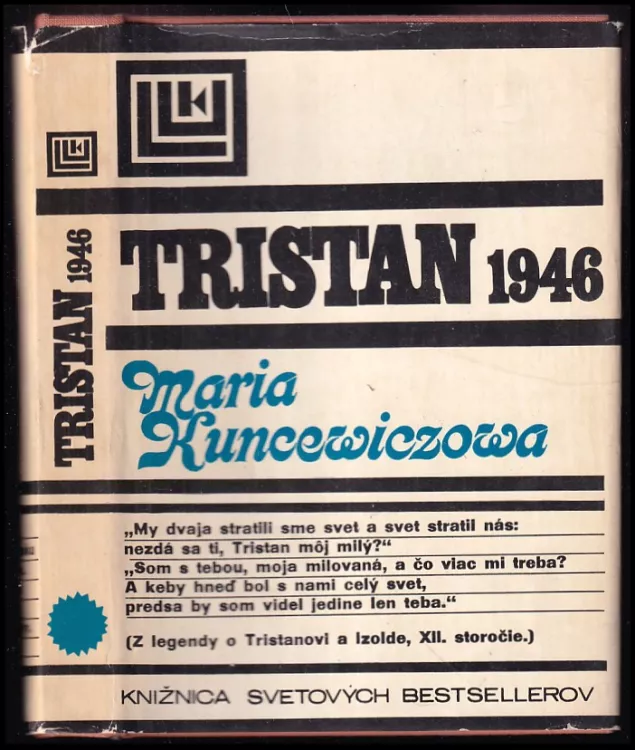 TRISTAN 1946
TRISTAN 1946
Maria
Kuncewiczowa
„My dvaja stratili sme svet a svet stratil nás:
nezdá sa ti, Tristan môj milý?“
„Som s tebou, moja milovaná, a čo viac mi treba?
A keby hneď bol s nami celý svet,
predsa by som videl jedine len teba.“
(Z legendy o Tristanovi a Izolde, XII. storočie.)
KNIŽNICA SVETOVÝCH BESTSELLEROV